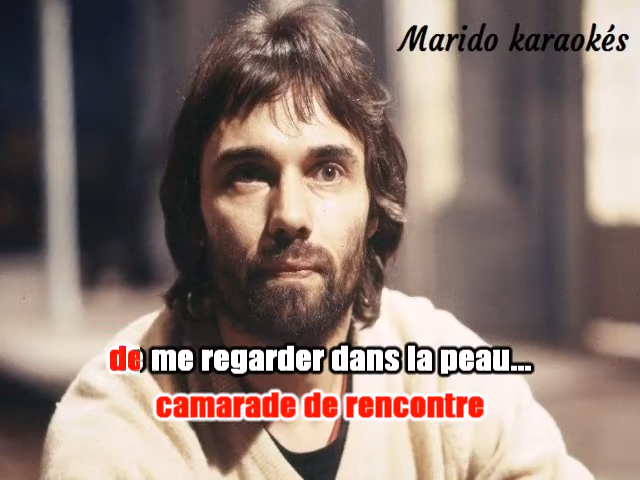 Marido karaokés
de me regarder dans la peau...
camarade de rencontre